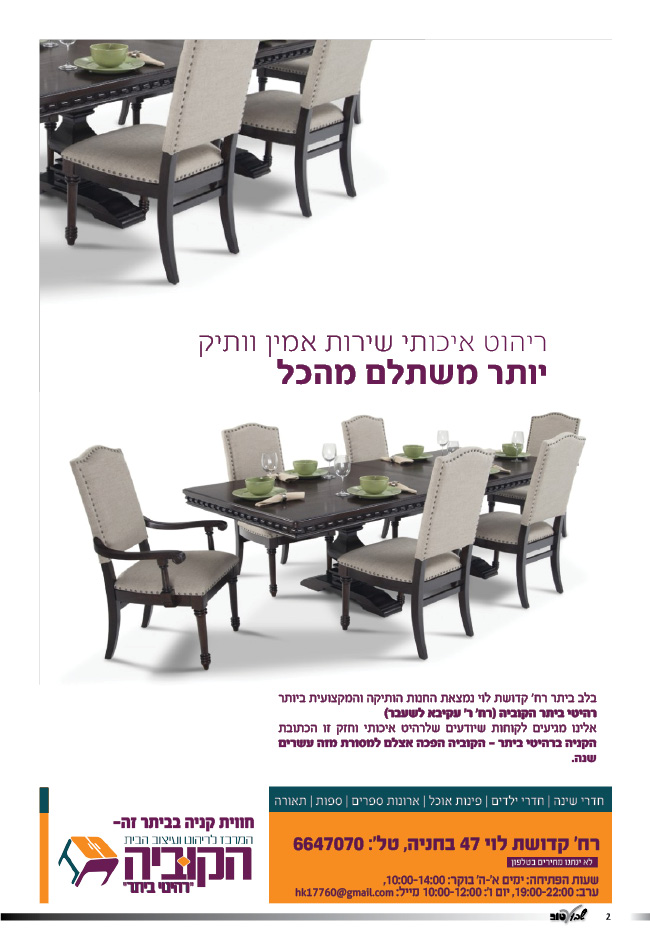 ריהוט איכותי שירות אמין וותיק
יותר משתלם מהכל
בלב ביתר רח' קדושת לוי נמצאת החנות הותיקה והמקצועית ביותר
רהיטי ביתר הקוביה (רח' ר' עקיבא לשעבר)
אלינו מגיעים לקוחות שיודעים שלרהיט איכותי וחזק זו הכתובת
הקניה ברהיטי ביתר - הקוביה הפכה אצלם למסורת מזה עשרים
שנה.
חדרי שינה | חדרי ילדים | פינות אוכל | ארונות ספרים | ספות | תאורה
רח' קדושת לוי 47 בחניה, טל': 6647070
לא ינתנו מחירים בטלפון
שעות הפתיחה: ימים א'-ה' בוקר: 10:00-14:00,
ערב: 19:00-22:00, יום ו': 10:00-12:00 מייל: hk17760@gmail.com
חווית קניה בביתר זה-
המרכז לריהוט ועיצוב הבית
הקוביה
"רהיטי ביתר"
2